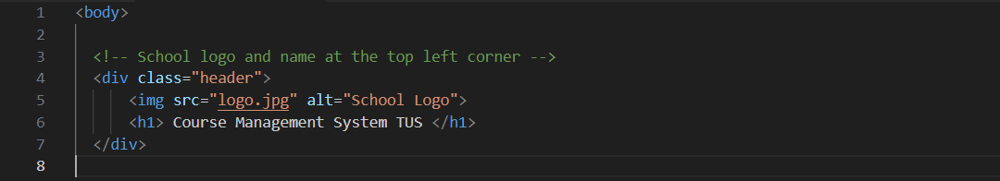 1 <body>
2
3 <!-- School logo and name at the top left corner -->
4 <div class="header">
5 <img src="logo.jpg" alt="School Logo">
6 <h1> Course Management System TUS </h1>
7 </div>
8